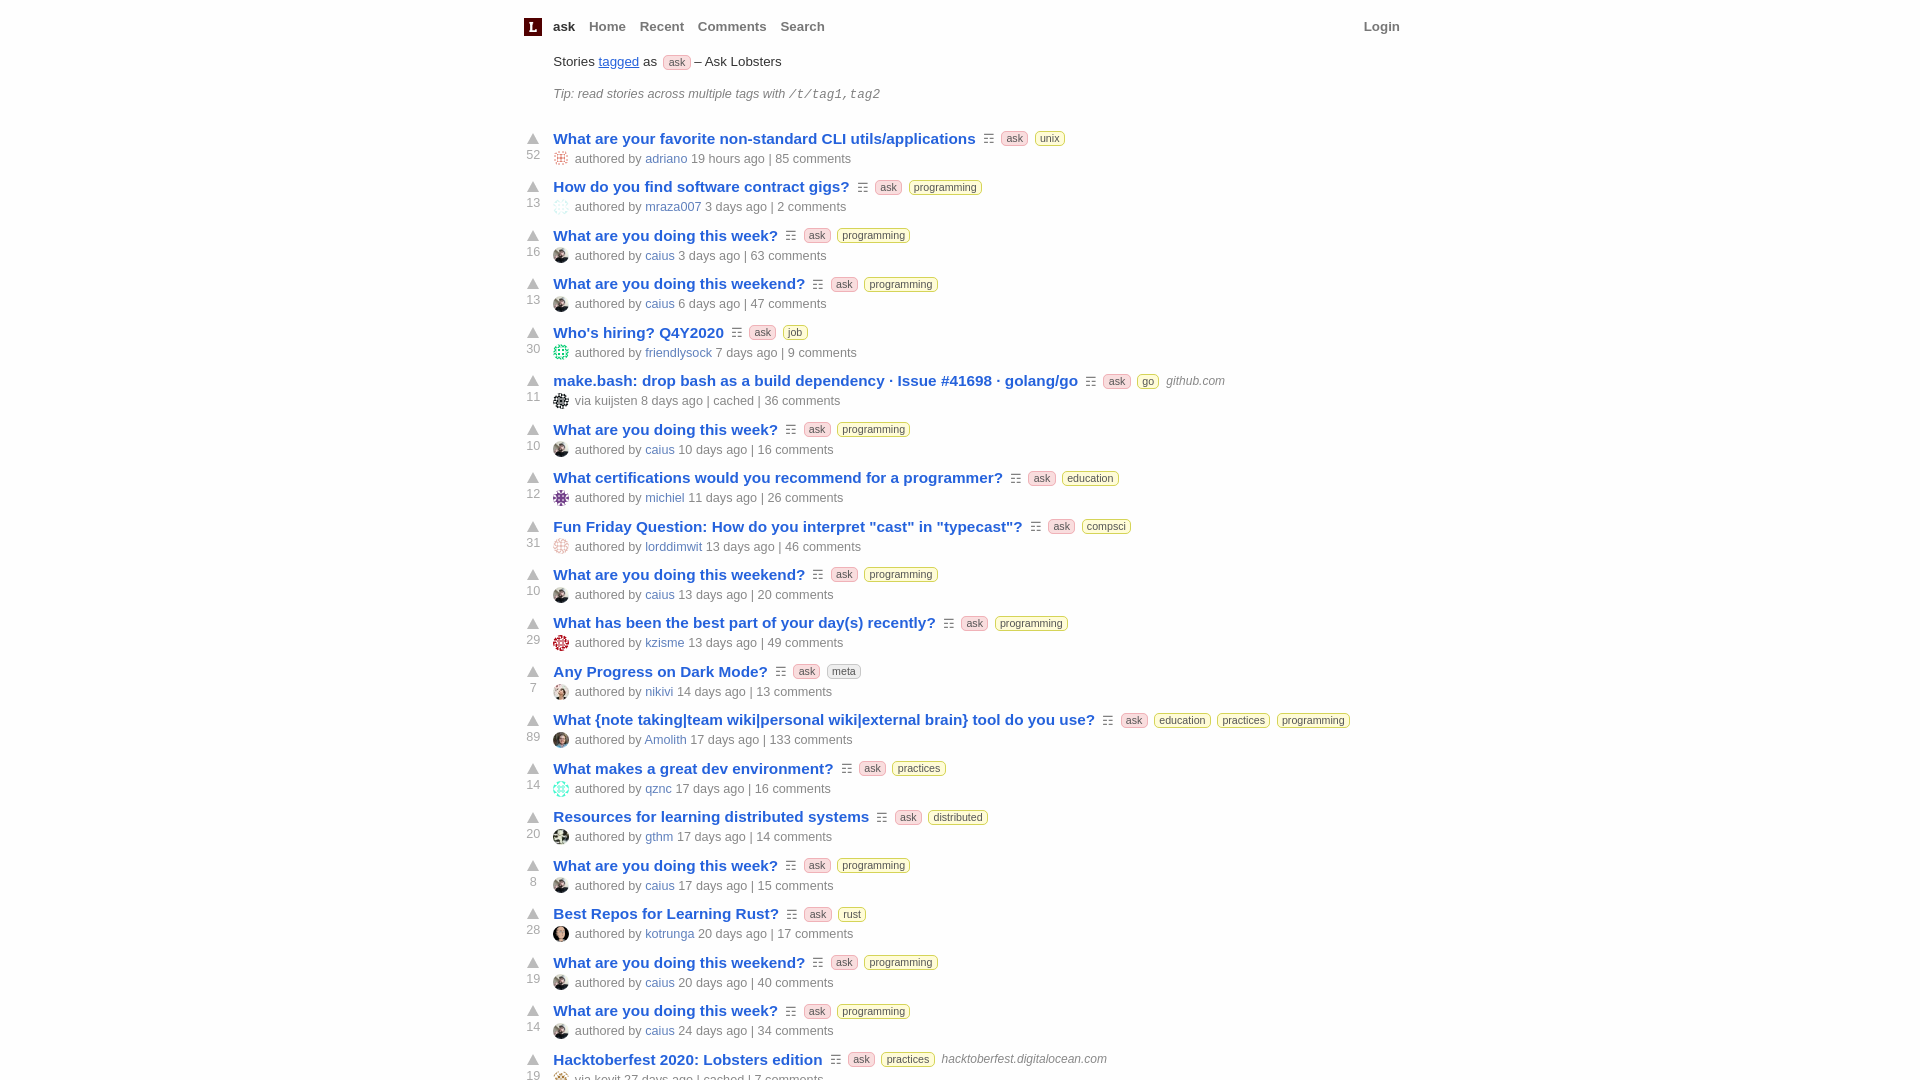 L ask Home Recent Comments Search Login
Stories tagged as ask – Ask Lobsters
Tip: read stories across multiple tags with /t/tag1,tag2
What are your favorite non-standard CLI utils/applications ☶ ask unix
52 authored by adriano 19 hours ago | 85 comments
How do you find software contract gigs? ☶ ask programming
13 authored by mraza007 3 days ago | 2 comments
What are you doing this week? ☶ ask programming
16 authored by caius 3 days ago | 63 comments
What are you doing this weekend? ☶ ask programming
13 authored by caius 6 days ago | 47 comments
Who's hiring? Q4Y2020 ☶ ask job
30 authored by friendlysock 7 days ago | 9 comments
make.bash: drop bash as a build dependency · Issue #41698 · golang/go ☶ ask go github.com
11 via kuijsten 8 days ago | cached | 36 comments
What are you doing this week? ☶ ask programming
10 authored by caius 10 days ago | 16 comments
What certifications would you recommend for a programmer? ☶ ask education
12 authored by michiel 11 days ago | 26 comments
Fun Friday Question: How do you interpret "cast" in "typecast"? ☶ ask compsci
31 authored by lorddimwit 13 days ago | 46 comments
What are you doing this weekend? ☶ ask programming
10 authored by caius 13 days ago | 20 comments
What has been the best part of your day(s) recently? ☶ ask programming
29 authored by kzisme 13 days ago | 49 comments
Any Progress on Dark Mode? ☶ ask meta
7 authored by nikivi 14 days ago | 13 comments
What {note taking|team wiki|personal wiki|external brain} tool do you use? ☶ ask education practices programming
89 authored by Amolith 17 days ago | 133 comments
What makes a great dev environment? ☶ ask practices
14 authored by qznc 17 days ago | 16 comments
Resources for learning distributed systems ☶ ask distributed
20 authored by gthm 17 days ago | 14 comments
What are you doing this week? ☶ ask programming
8 authored by caius 17 days ago | 15 comments
Best Repos for Learning Rust? ☶ ask rust
28 authored by kotrunga 20 days ago | 17 comments
What are you doing this weekend? ☶ ask programming
19 authored by caius 20 days ago | 40 comments
What are you doing this week? ☶ ask programming
14 authored by caius 24 days ago | 34 comments
Hacktoberfest 2020: Lobsters edition ☶ ask practices hacktoberfest.digitalocean.com
19 via kevit 27 days ago | cached | 7 comments